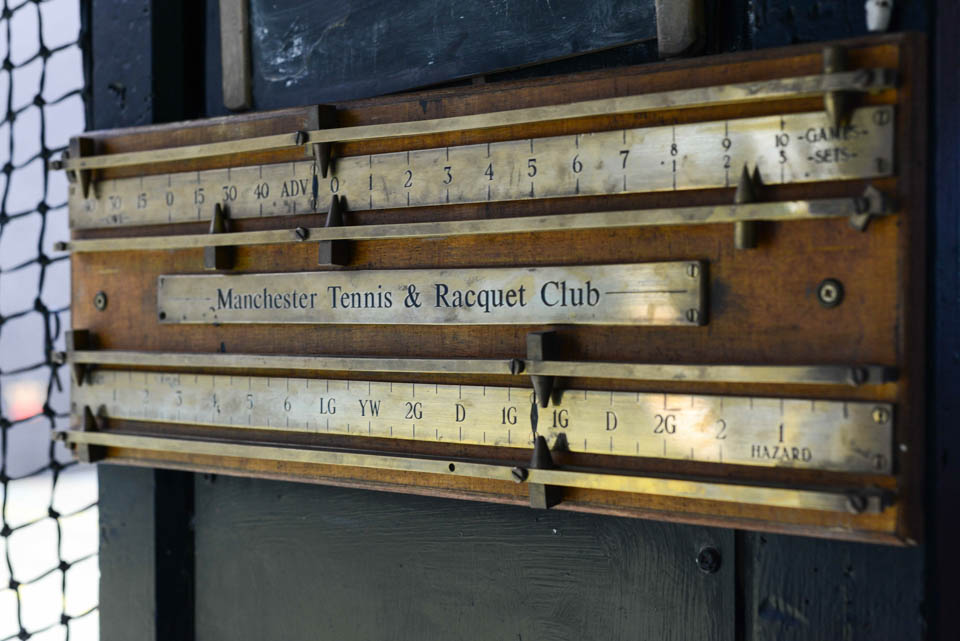 30 15 0 15 30 40 ADV 0 1 2 3 4 5 6 7 8 9 10 -GAMES-
1 2 3 -SETS-
Manchester Tennis & Racquet Club
2 3 4 5 6 LG YW 2G D 1G 1G D 2G 2 1
HAZARD